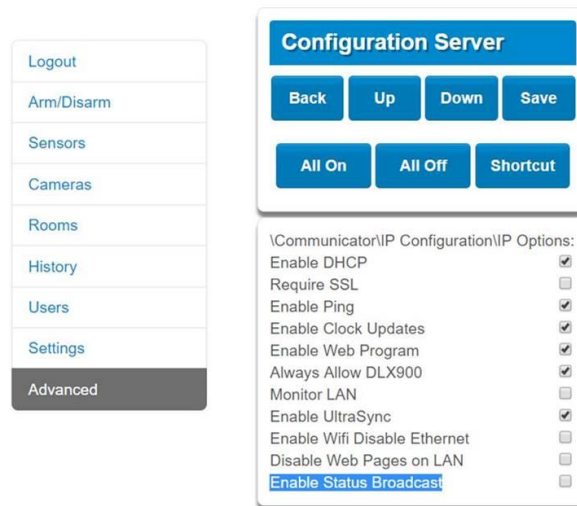 Logout
Arm/Disarm
Sensors
Cameras
Rooms
History
Users
Settings
Advanced
Configuration Server
Back Up Down Save
All On All Off Shortcut
\Communicator\IP Configuration\IP Options:
Enable DHCP
Require SSL
Enable Ping
Enable Clock Updates
Enable Web Program
Always Allow DLX900
Monitor LAN
Enable UltraSync
Enable Wifi Disable Ethernet
Disable Web Pages on LAN
Enable Status Broadcast